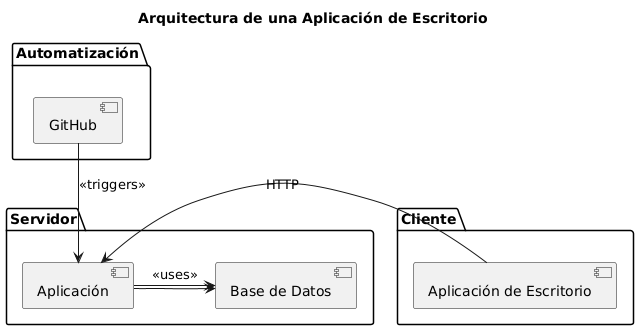 Arquitectura de una Aplicación de Escritorio
Automatización
GitHub
«triggers»
HTTP
Servidor
Cliente
Aplicación
«uses»
Base de Datos
Aplicación de Escritorio